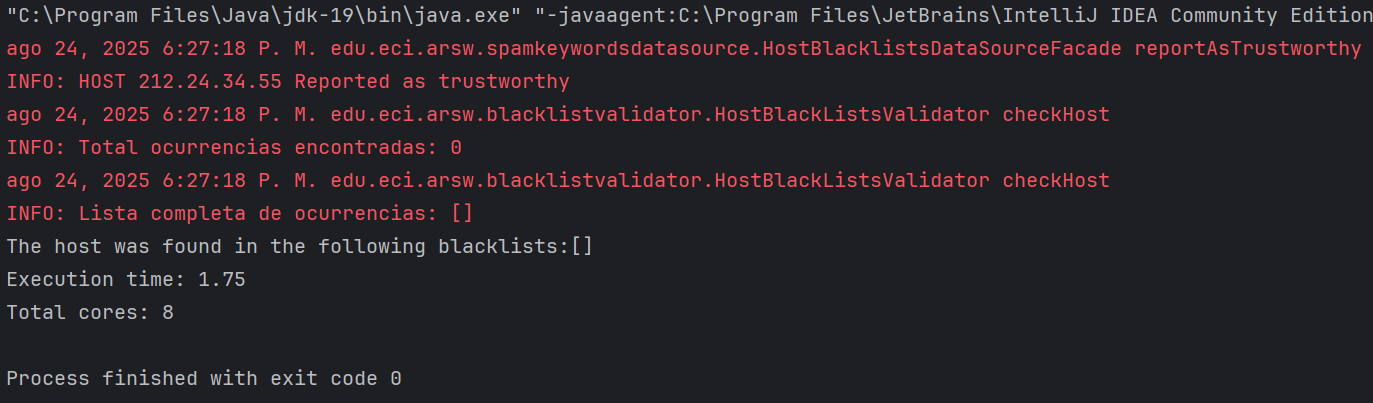 "C:\Program Files\Java\jdk-19\bin\java.exe" "-javaagent:C:\Program Files\JetBrains\IntelliJ IDEA Community Edition
ago 24, 2025 6:27:18 P. M. edu.eci.arsw.spamkeywordsdatasource.HostBlacklistsDataSourceFacade reportAsTrustworthy
INFO: HOST 212.24.34.55 Reported as trustworthy
ago 24, 2025 6:27:18 P. M. edu.eci.arsw.blacklistvalidator.HostBlackListsValidator checkHost
INFO: Total ocurrencias encontradas: 0
ago 24, 2025 6:27:18 P. M. edu.eci.arsw.blacklistvalidator.HostBlackListsValidator checkHost
INFO: Lista completa de ocurrencias: []
The host was found in the following blacklists:[]
Execution time: 1.75
Total cores: 8
Process finished with exit code 0